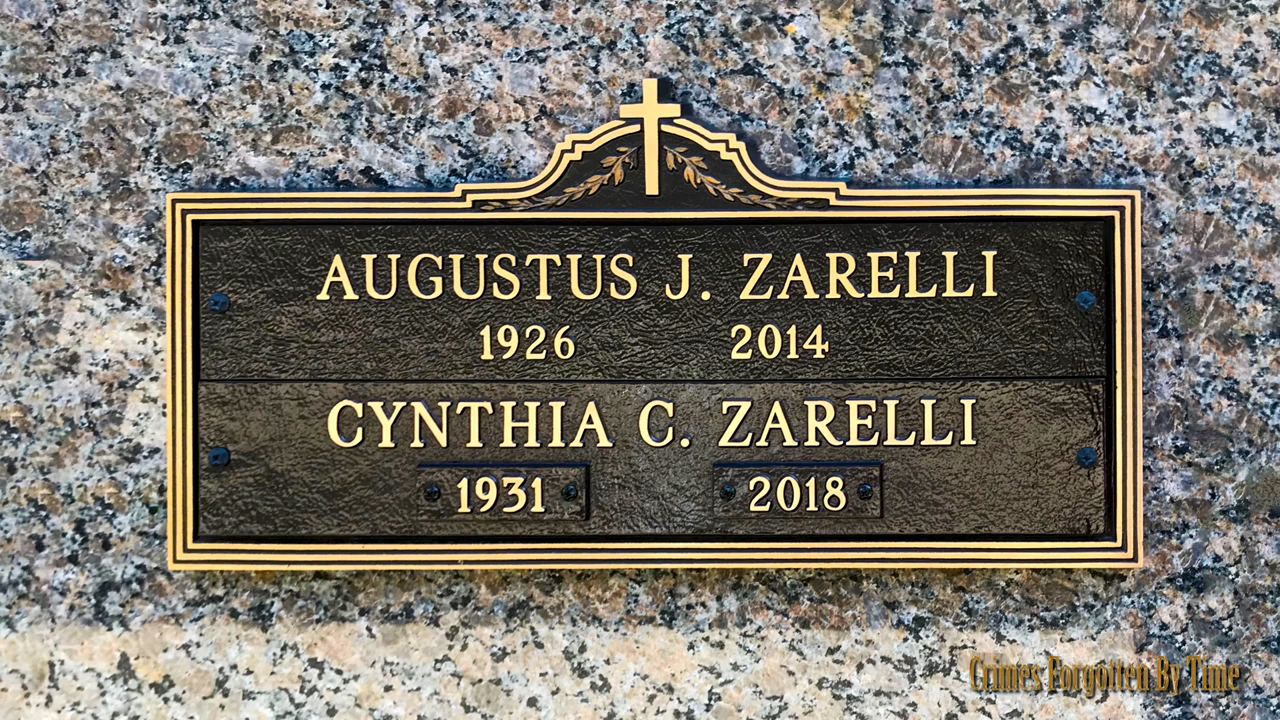 AUGUSTUS J. ZARELLI
1926 2014
CYNTHIA C. ZARELLI
1931 2018
Crimes Forgotten By Time